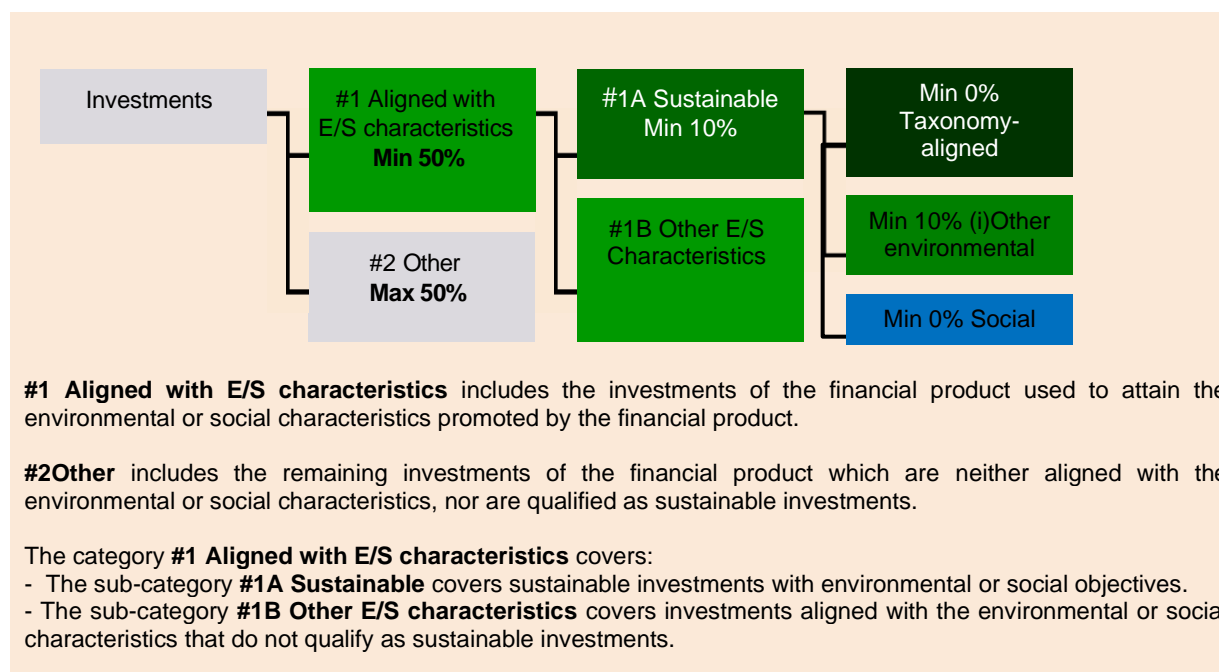 Investments
#1 Aligned with
E/S characteristics
Min 50%
#2 Other
Max 50%
#1A Sustainable
Min 10%
#1B Other E/S
Characteristics
Min 0%
Taxonomy-
aligned
Min 10% (i)Other
environmental
Min 0% Social
#1 Aligned with E/S characteristics includes the investments of the financial product used to attain the
environmental or social characteristics promoted by the financial product.
#2Other includes the remaining investments of the financial product which are neither aligned with the
environmental or social characteristics, nor are qualified as sustainable investments.
The category #1 Aligned with E/S characteristics covers:
- The sub-category #1A Sustainable covers sustainable investments with environmental or social objectives.
- The sub-category #1B Other E/S characteristics covers investments aligned with the environmental or social
characteristics that do not qualify as sustainable investments.